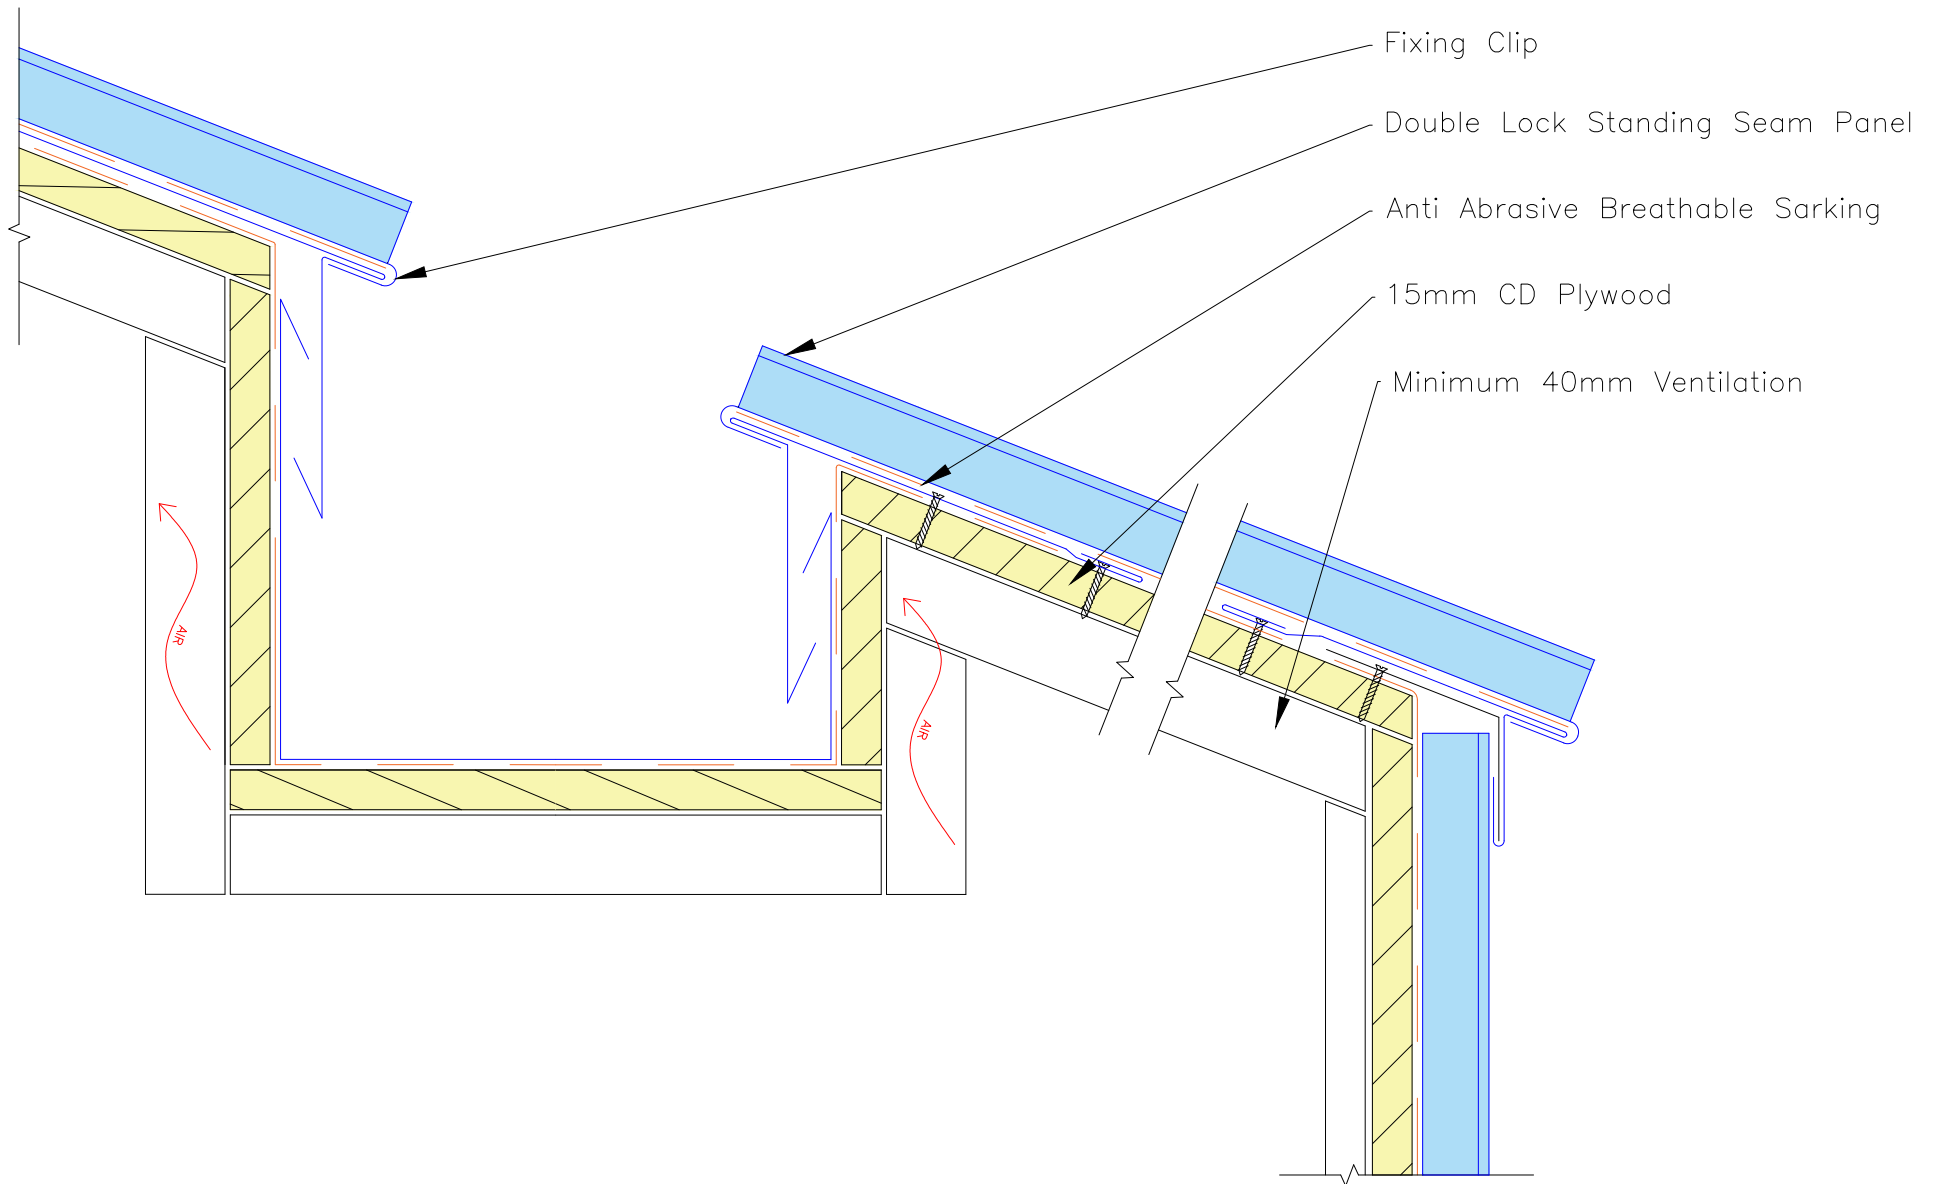 Fixing Clip
Double Lock Standing Seam Panel
Anti Abrasive Breathable Sarking
15mm CD Plywood
Minimum 40mm Ventilation
AIR
AIR